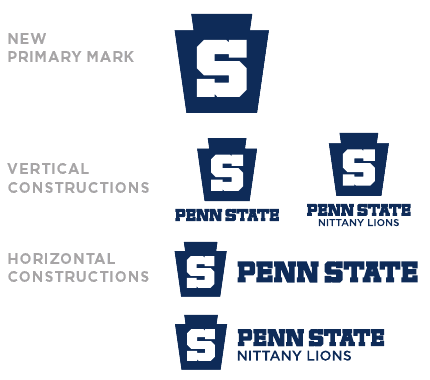 NEW
PRIMARY MARK
S
VERTICAL
CONSTRUCTIONS
S
PENN STATE
S
PENN STATE
NITTANY LIONS
HORIZONTAL
CONSTRUCTIONS
S PENN STATE
S PENN STATE
NITTANY LIONS